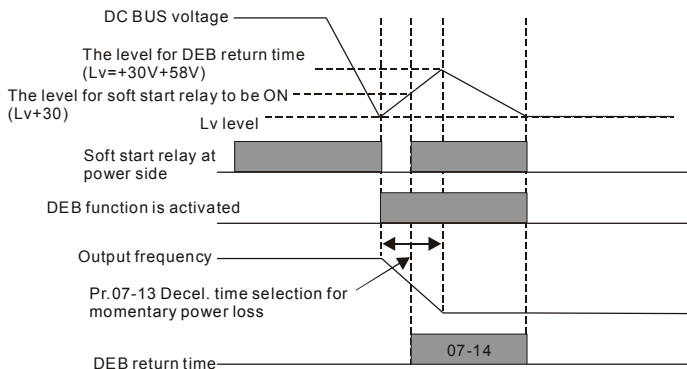 DC BUS voltage
The level for DEB return time
(Lv=+30V+58V)
The level for soft start relay to be ON
(Lv+30)
Lv level
Soft start relay at
power side
DEB function is activated
Output frequency
Pr.07-13 Decel. time selection for
momentary power loss
07-14
DEB return time